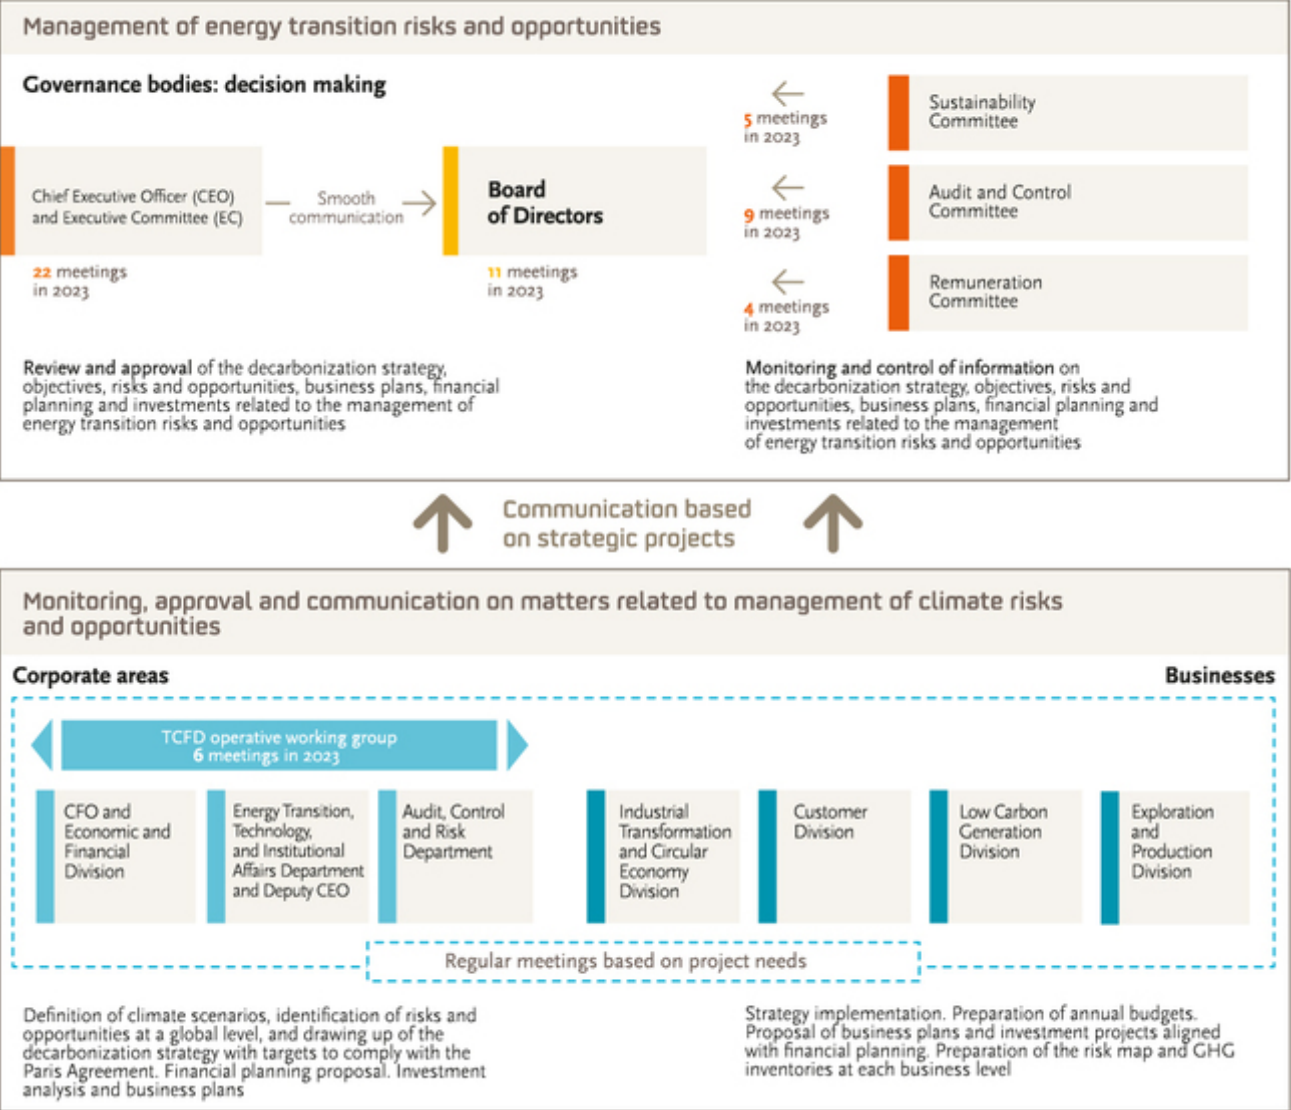 Management of energy transition risks and opportunities
Governance bodies: decision making
Chief Executive Officer (CEO)
and Executive Committee (EC)
22 meetings
in 2023
Smooth
communication
Board
of Directors
11 meetings
in 2023
5 meetings
in 2023
Sustainability
Committee
9 meetings
in 2023
Audit and Control
Committee
4 meetings
in 2023
Remuneration
Committee
Review and approval of the decarbonization strategy,
objectives, risks and opportunities, business plans, financial
planning and investments related to the management of
energy transition risks and opportunities
Monitoring and control of information on
the decarbonization strategy, objectives, risks and
opportunities, business plans, financial planning and
investments related to the management
of energy transition risks and opportunities
Communication based
on strategic projects
Monitoring, approval and communication on matters related to management of climate risks
and opportunities
Corporate areas
Businesses
TCFD operative working group
6 meetings in 2023
CFO and
Economic and
Financial
Division
Energy Transition,
Technology,
and Institutional
Affairs Department
and Deputy CEO
Audit, Control
and Risk
Department
Industrial
Transformation
and Circular
Economy
Division
Customer
Division
Low Carbon
Generation
Division
Exploration
and
Production
Division
Regular meetings based on project needs
Definition of climate scenarios, identification of risks and
opportunities at a global level, and drawing up of the
decarbonization strategy with targets to comply with the
Paris Agreement. Financial planning proposal. Investment
analysis and business plans
Strategy implementation. Preparation of annual budgets.
Proposal of business plans and investment projects aligned
with financial planning. Preparation of the risk map and GHG
inventories at each business level